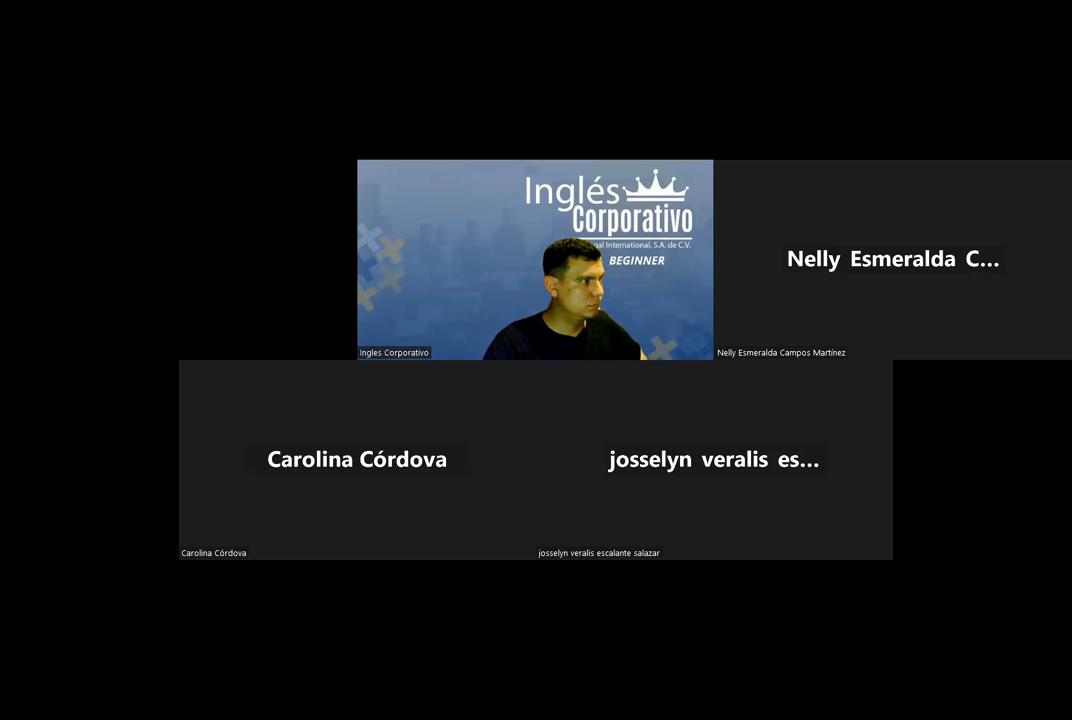 Inglés
Corporativo
gal International, S.A. de C.V.
BEGINNER
Ingles Corporativo
Nelly Esmeralda C...
Nelly Esmeralda Campos Martínez
Carolina Córdova
Carolina Córdova
josselyn veralis es...
josselyn veralis escalante salazar